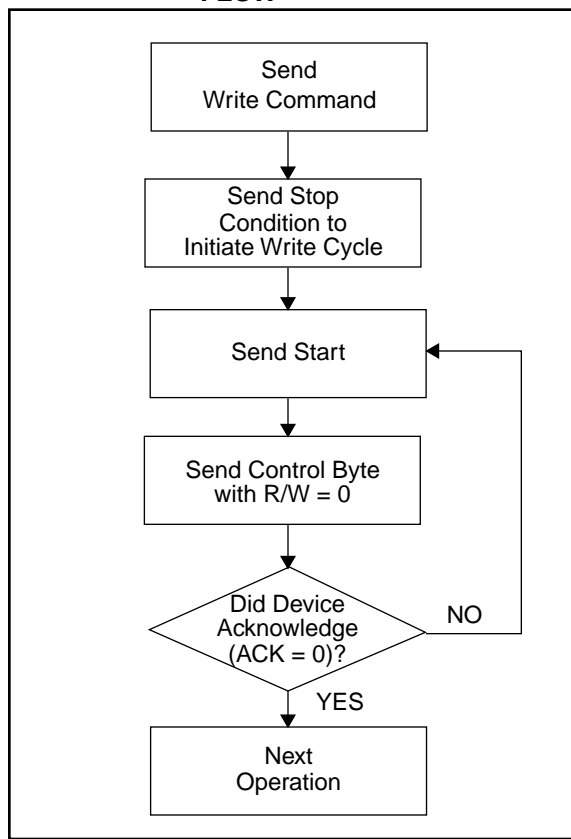 FLOW
Send
Write Command
Send Stop
Condition to
Initiate Write Cycle
Send Start
Send Control Byte
with R/W = 0
Did Device
Acknowledge
(ACK = 0)?
NO
YES
Next
Operation